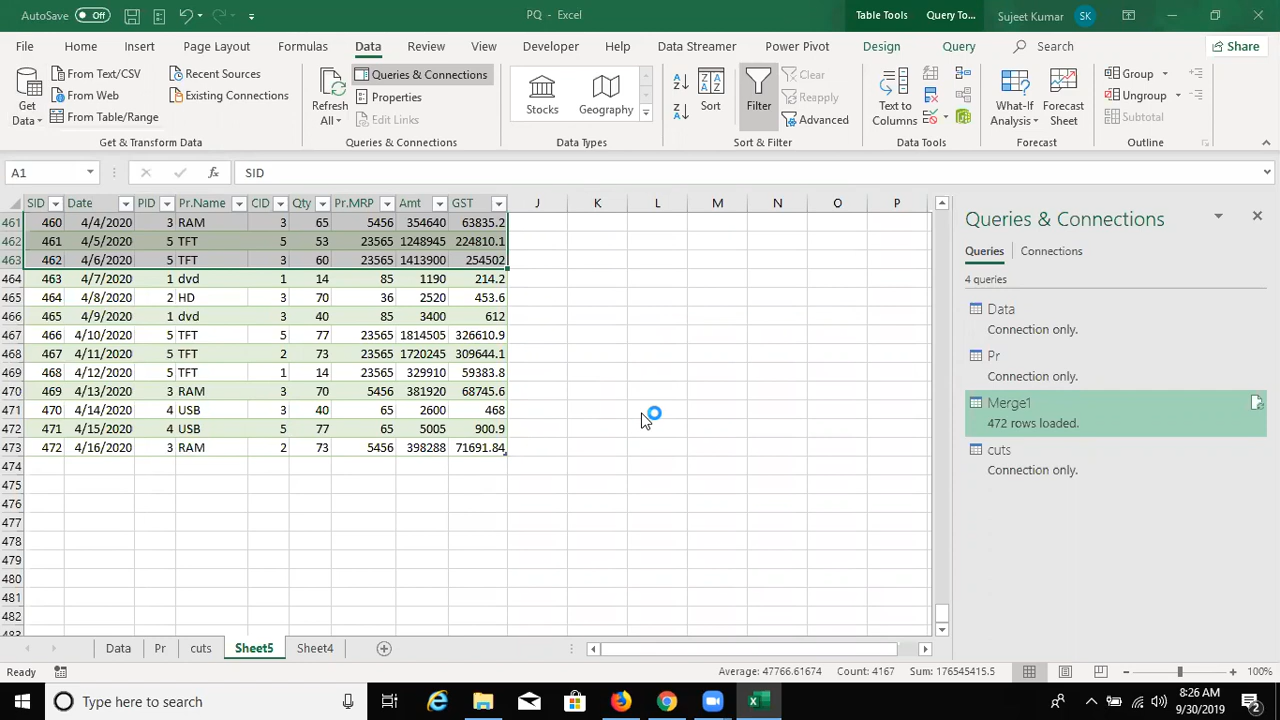 AutoSave Off PQ - Excel Table Tools Query To... Sujeet Kumar SK
File Home Insert Page Layout Formulas Data Review View Developer Help Data Streamer Power Pivot Design Query Search Share
Get Data From Text/CSV From Web From Table/Range Recent Sources Existing Connections
Refresh All Queries & Connections Properties Edit Links
Stocks Geography
Sort Filter Clear Reapply Advanced
Text to Columns What-If Analysis Forecast Sheet
Group Ungroup Subtotal
Get & Transform Data Queries & Connections Data Types Sort & Filter Data Tools Forecast Outline
A1 fx SID
SID Date PID Pr.Name CID Qty Pr.MRP Amt GST J K L M N O P
461 460 4/4/2020 3 RAM 3 65 5456 354640 63835.2
462 461 4/5/2020 5 TFT 5 53 23565 1248945 224810.1
463 462 4/6/2020 5 TFT 3 60 23565 1413900 254502
464 463 4/7/2020 1 dvd 1 14 85 1190 214.2
465 464 4/8/2020 2 HD 3 70 36 2520 453.6
466 465 4/9/2020 1 dvd 3 40 85 3400 612
467 466 4/10/2020 5 TFT 5 77 23565 1814505 326610.9
468 467 4/11/2020 5 TFT 2 73 23565 1720245 309644.1
469 468 4/12/2020 5 TFT 1 14 23565 329910 59383.8
470 469 4/13/2020 3 RAM 3 70 5456 381920 68745.6
471 470 4/14/2020 4 USB 3 40 65 2600 468
472 471 4/15/2020 4 USB 5 77 65 5005 900.9
473 472 4/16/2020 3 RAM 2 73 5456 398288 71691.84
474
475
476
477
478
479
480
481
482
Queries & Connections
Queries Connections
4 queries
Data
Connection only.
Pr
Connection only.
Merge1
472 rows loaded.
cuts
Connection only.
Data Pr cuts Sheet5 Sheet4
Ready Average: 47766.61674 Count: 4167 Sum: 176545415.5 100%
Type here to search 8:26 AM
9/30/2019 2